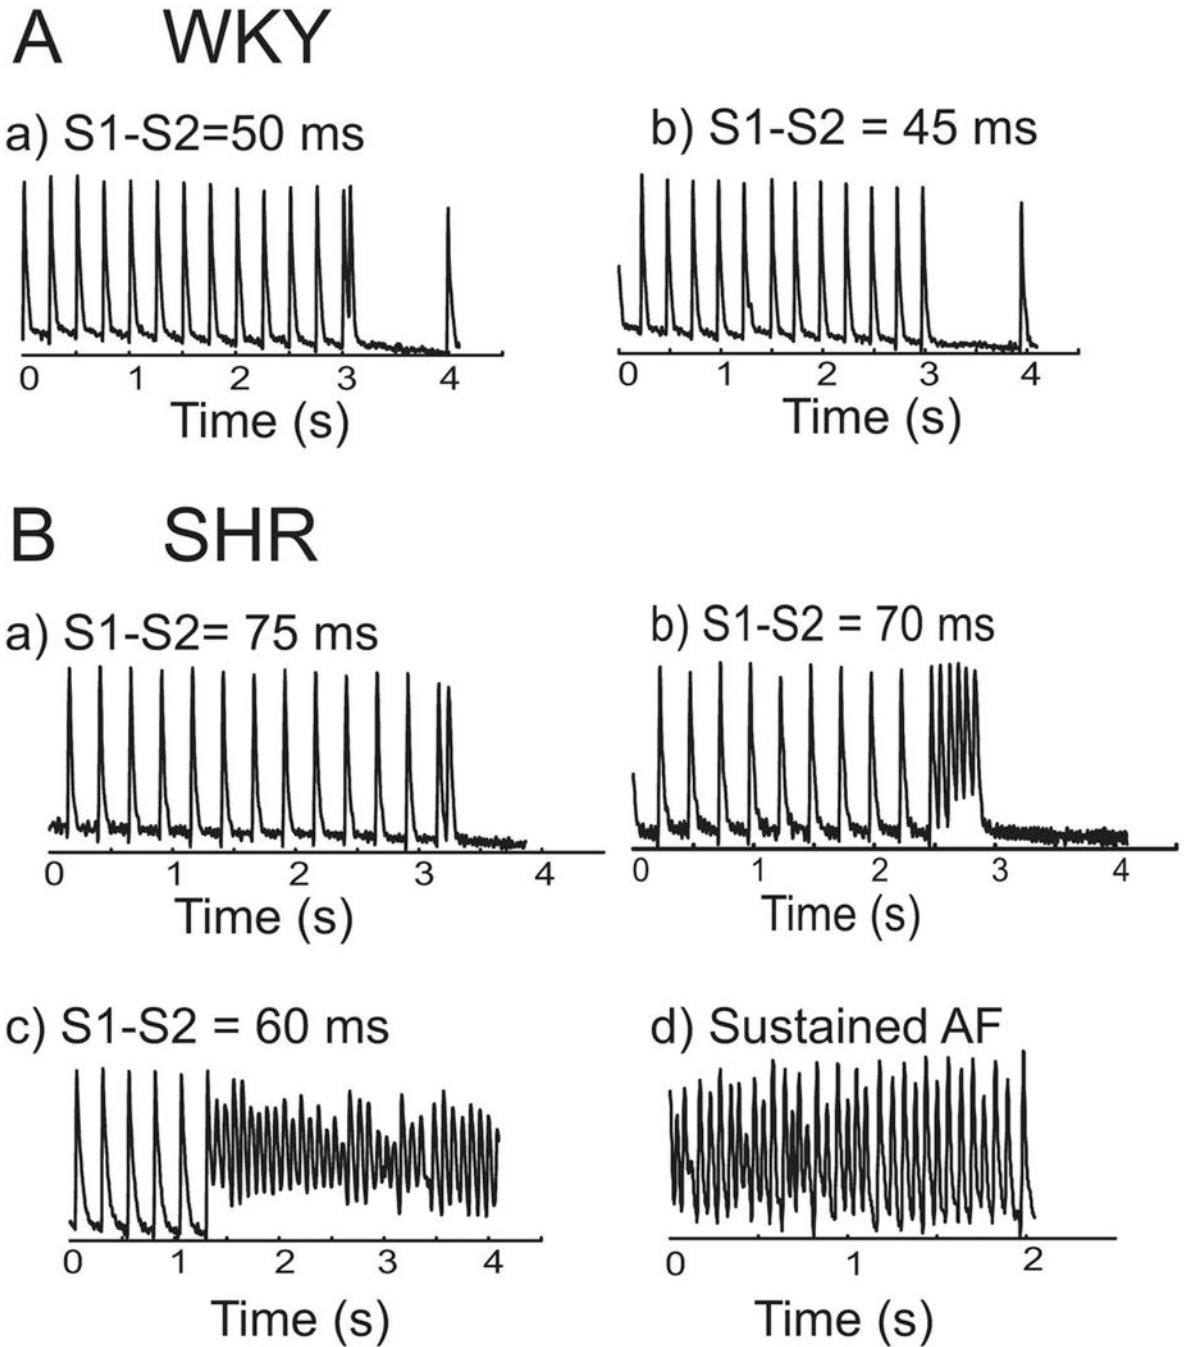 A WKY
a) S1-S2=50 ms
b) S1-S2 = 45 ms
0 1 2 3 4
0 1 2 3 4
Time (s)
Time (s)
B SHR
a) S1-S2= 75 ms
b) S1-S2 = 70 ms
0 1 2 3 4
0 1 2 3 4
Time (s)
Time (s)
c) S1-S2 = 60 ms
d) Sustained AF
0 1 2 3 4
0 1 2
Time (s)
Time (s)